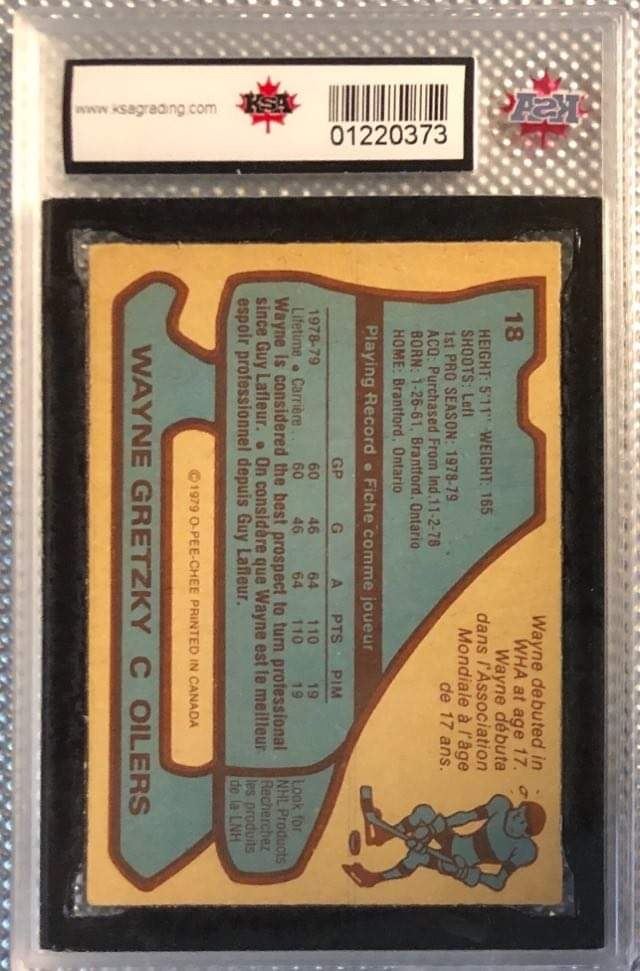 www.ksagrading.com
KSA
01220373
KSA
18
HEIGHT: 5'11" WEIGHT: 165
SHOOTS: Left
1st PRO SEASON: 1978-79
ACQ: Purchased From Ind.11-2-78
BORN: 1-26-61, Brantford, Ontario
HOME: Brantford, Ontario
Wayne debuted in
WHA at age 17.
Wayne débute
dans l'Association
Mondiale à l'âge
de 17 ans.
Playing Record • Fiche comme joueur
GP G A PTS PIM
1978-79 60 46 64 110 19
Lifetime • Carrière.. 60 46 64 110 19
Wayne is considered the best prospect to turn professional
since Guy Lafleur. • On considère que Wayne est le meilleur
espoir professionnel depuis Guy Lafleur.
Look for
NHL Products
Recherchez
les produits
de la LNH
© 1979 O-PEE-CHEE PRINTED IN CANADA
WAYNE GRETZKY C OILERS